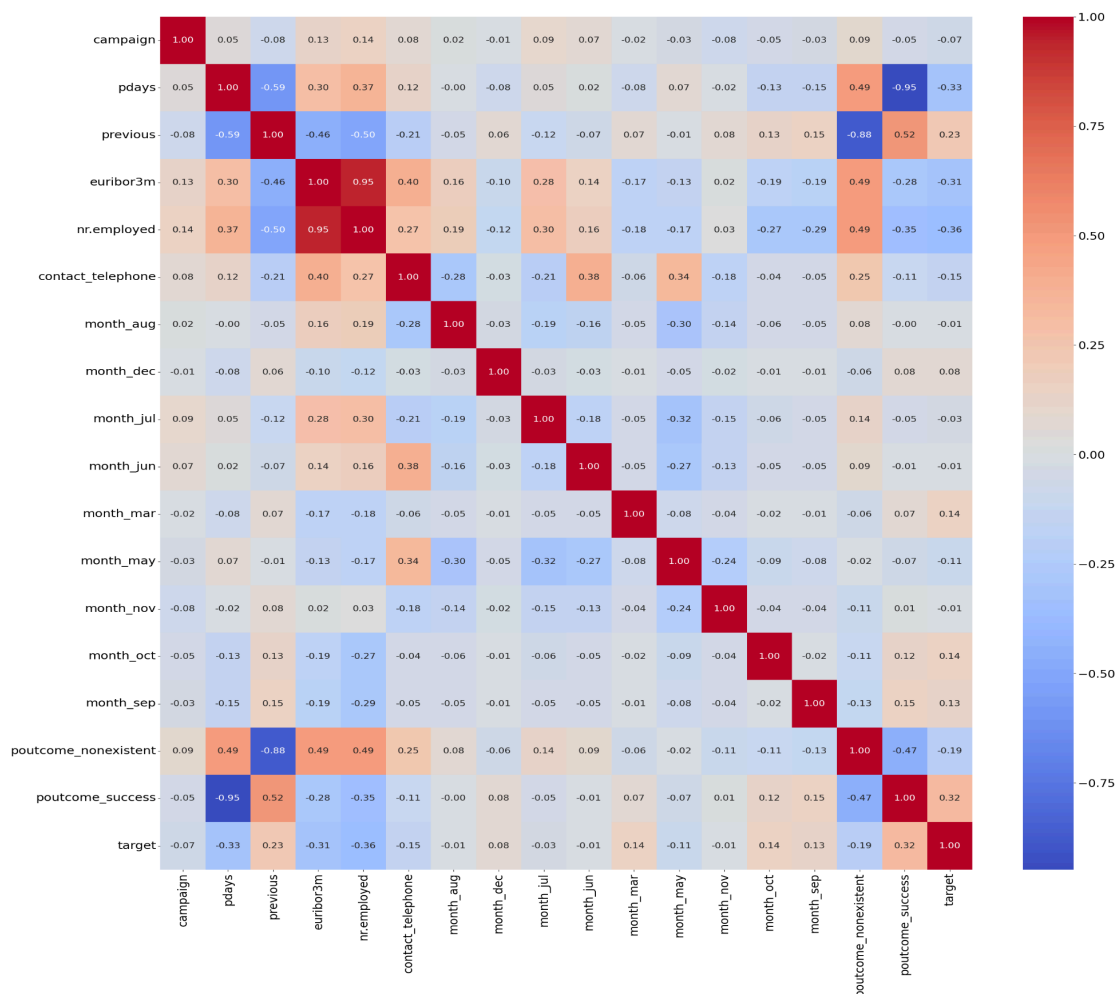 campaign 1.00 0.05 -0.08 0.13 0.14 0.08 0.02 -0.01 0.09 0.07 -0.02 -0.03 -0.08 -0.05 -0.03 0.09 -0.05 -0.07
pdays 0.05 1.00 -0.59 0.30 0.37 0.12 -0.00 -0.08 0.05 0.02 -0.08 0.07 -0.02 -0.13 -0.15 0.49 -0.95 -0.33
previous -0.08 -0.59 1.00 -0.46 -0.50 -0.21 -0.05 0.06 -0.12 -0.07 0.07 -0.01 0.08 0.13 0.15 -0.88 0.52 0.23
euribor3m 0.13 0.30 -0.46 1.00 0.95 0.40 0.16 -0.10 0.28 0.14 -0.17 -0.13 0.02 -0.19 -0.19 0.49 -0.28 -0.31
nr.employed 0.14 0.37 -0.50 0.95 1.00 0.27 0.19 -0.12 0.30 0.16 -0.18 -0.17 0.03 -0.27 -0.29 0.49 -0.35 -0.36
contact_telephone 0.08 0.12 -0.21 0.40 0.27 1.00 -0.28 -0.03 -0.21 0.38 -0.06 0.34 -0.18 -0.04 -0.05 0.25 -0.11 -0.15
month_aug 0.02 -0.00 -0.05 0.16 0.19 -0.28 1.00 -0.03 -0.19 -0.16 -0.05 -0.30 -0.14 -0.06 -0.05 0.08 -0.00 -0.01
month_dec -0.01 -0.08 0.06 -0.10 -0.12 -0.03 -0.03 1.00 -0.03 -0.03 -0.01 -0.05 -0.02 -0.01 -0.01 -0.06 0.08 0.08
month_jul 0.09 0.05 -0.12 0.28 0.30 -0.21 -0.19 -0.03 1.00 -0.18 -0.05 -0.32 -0.15 -0.06 -0.05 0.14 -0.05 -0.03
month_jun 0.07 0.02 -0.07 0.14 0.16 0.38 -0.16 -0.03 -0.18 1.00 -0.05 -0.27 -0.13 -0.05 -0.05 0.09 -0.01 -0.01
month_mar -0.02 -0.08 0.07 -0.17 -0.18 -0.06 -0.05 -0.01 -0.05 -0.05 1.00 -0.08 -0.04 -0.02 -0.01 -0.06 0.07 0.14
month_may -0.03 0.07 -0.01 -0.13 -0.17 0.34 -0.30 -0.05 -0.32 -0.27 -0.08 1.00 -0.24 -0.09 -0.08 -0.02 -0.07 -0.11
month_nov -0.08 -0.02 0.08 0.02 0.03 -0.18 -0.14 -0.02 -0.15 -0.13 -0.04 -0.24 1.00 -0.04 -0.04 -0.11 0.01 -0.01
month_oct -0.05 -0.13 0.13 -0.19 -0.27 -0.04 -0.06 -0.01 -0.06 -0.05 -0.02 -0.09 -0.04 1.00 -0.02 -0.11 0.12 0.14
month_sep -0.03 -0.15 0.15 -0.19 -0.29 -0.05 -0.05 -0.01 -0.05 -0.05 -0.01 -0.08 -0.04 -0.02 1.00 -0.13 0.15 0.13
poutcome_nonexistent 0.09 0.49 -0.88 0.49 0.49 0.25 0.08 -0.06 0.14 0.09 -0.06 -0.02 -0.11 -0.11 -0.13 1.00 -0.47 -0.19
poutcome_success -0.05 -0.95 0.52 -0.28 -0.35 -0.11 -0.00 0.08 -0.05 -0.01 0.07 -0.07 0.01 0.12 0.15 -0.47 1.00 0.32
target -0.07 -0.33 0.23 -0.31 -0.36 -0.15 -0.01 0.08 -0.03 -0.01 0.14 -0.11 -0.01 0.14 0.13 -0.19 0.32 1.00
campaign
pdays
previous
euribor3m
nr.employed
contact_telephone
month_aug
month_dec
month_jul
month_jun
month_mar
month_may
month_nov
month_oct
month_sep
poutcome_nonexistent
poutcome_success
target
1.00
0.75
0.50
0.25
0.00
−0.25
−0.50
−0.75